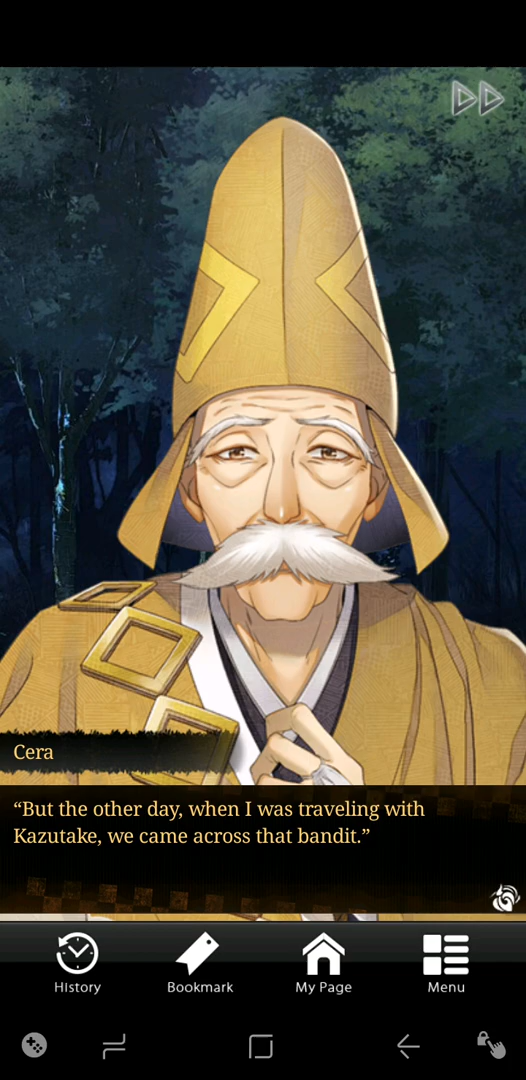 Cera
“But the other day, when I was traveling with
Kazutake, we came across that bandit.”
History
Bookmark
My Page
Menu